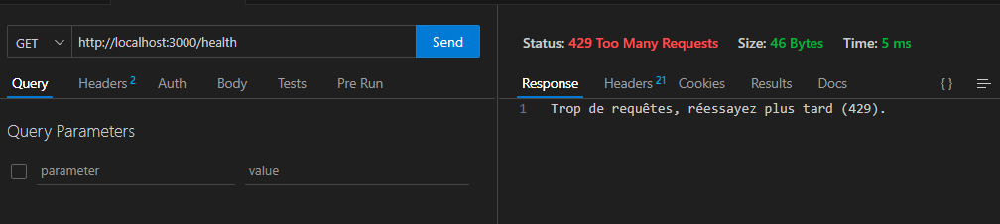 GET http://localhost:3000/health Send
Query Headers 2 Auth Body Tests Pre Run
Query Parameters
parameter value
Status: 429 Too Many Requests Size: 46 Bytes Time: 5 ms
Response Headers 21 Cookies Results Docs { }
1 Trop de requêtes, réessayez plus tard (429).